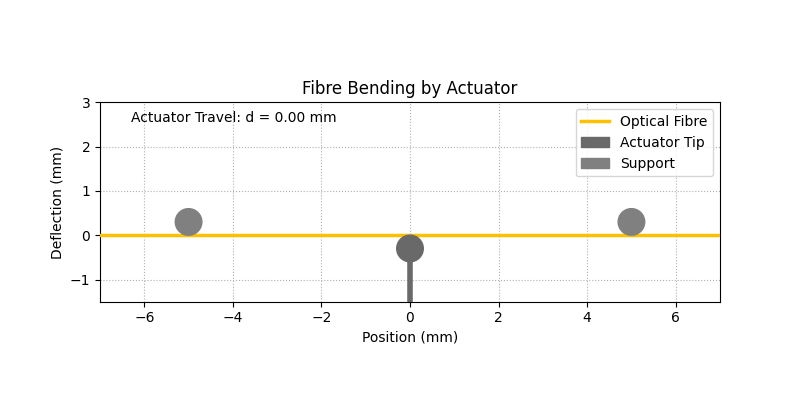 Fibre Bending by Actuator
Actuator Travel: d = 0.00 mm
Optical Fibre
Actuator Tip
Support
Deflection (mm)
3
2
1
0
−1
−6
−4
−2
0
2
4
6
Position (mm)